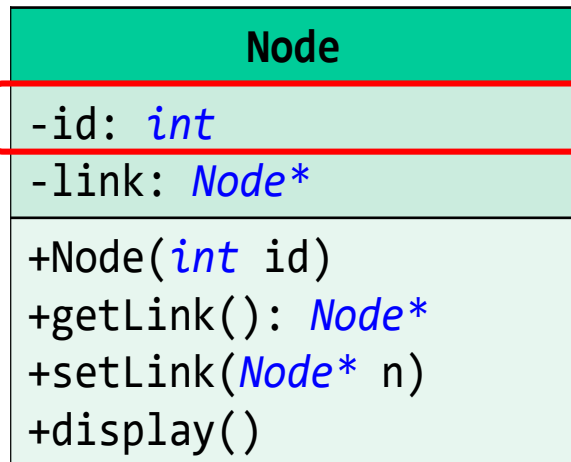 Node
-id: int
-link: Node*
+Node(int id)
+getLink(): Node*
+setLink(Node* n)
+display()